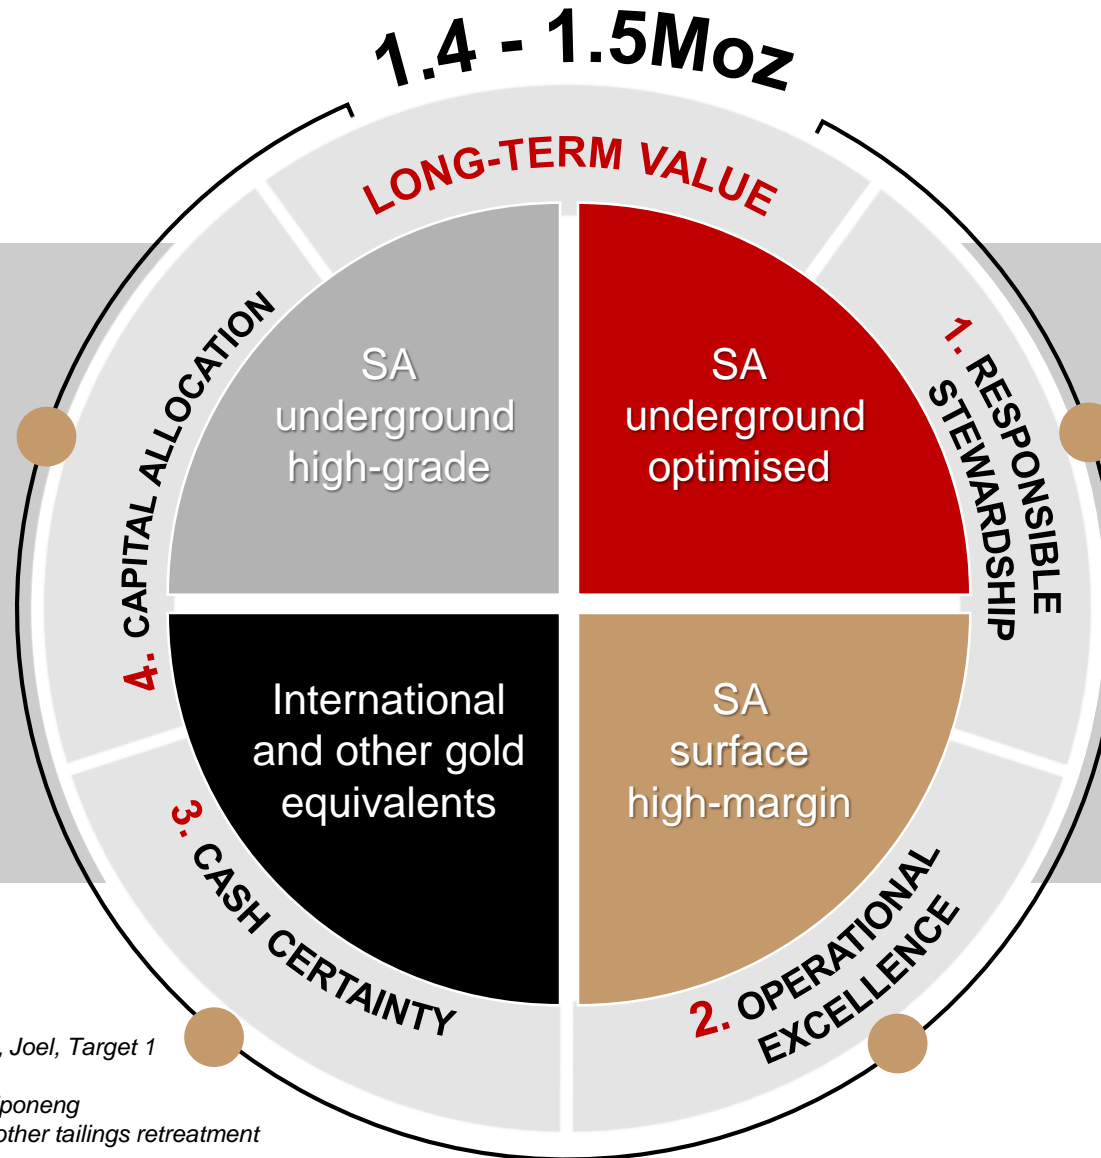 1.4 - 1.5Moz
LONG-TERM VALUE
1. RESPONSIBLE
STEWARDSHIP
2. OPERATIONAL
EXCELLENCE
3. CASH CERTAINTY
4. CAPITAL ALLOCATION
SA
underground
high-grade
SA
underground
optimised
International
and other gold
equivalents
SA
surface
high-margin
, Joel, Target 1
other tailings retreatment